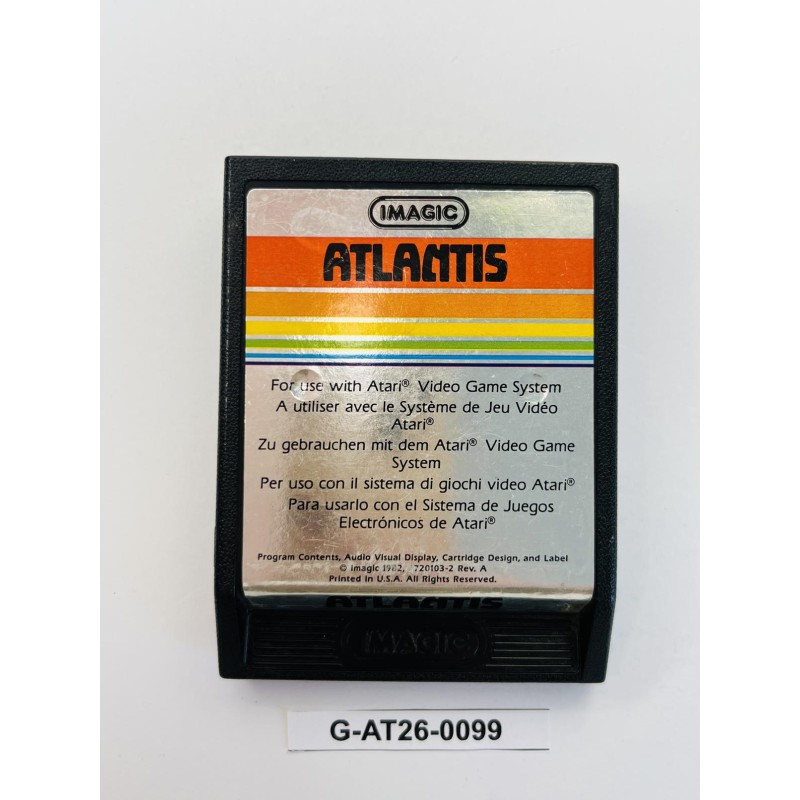 IMAGIC
ATLANTIS
For use with Atari® Video Game System
A utiliser avec le Système de Jeu Vidéo
Atari®
Zu gebrauchen mit dem Atari® Video Game
System
Per uso con il sistema di giochi video Atari®
Para usarlo con el Sistema de Juegos
Electrónicos de Atari®
Program Contents, Audio Visual Display, Cartridge Design, and Label
© Imagic 1982, 720103-2 Rev. A
Printed in U.S.A. All Rights Reserved.
ATLANTIS
IMAGIC
G-AT26-0099